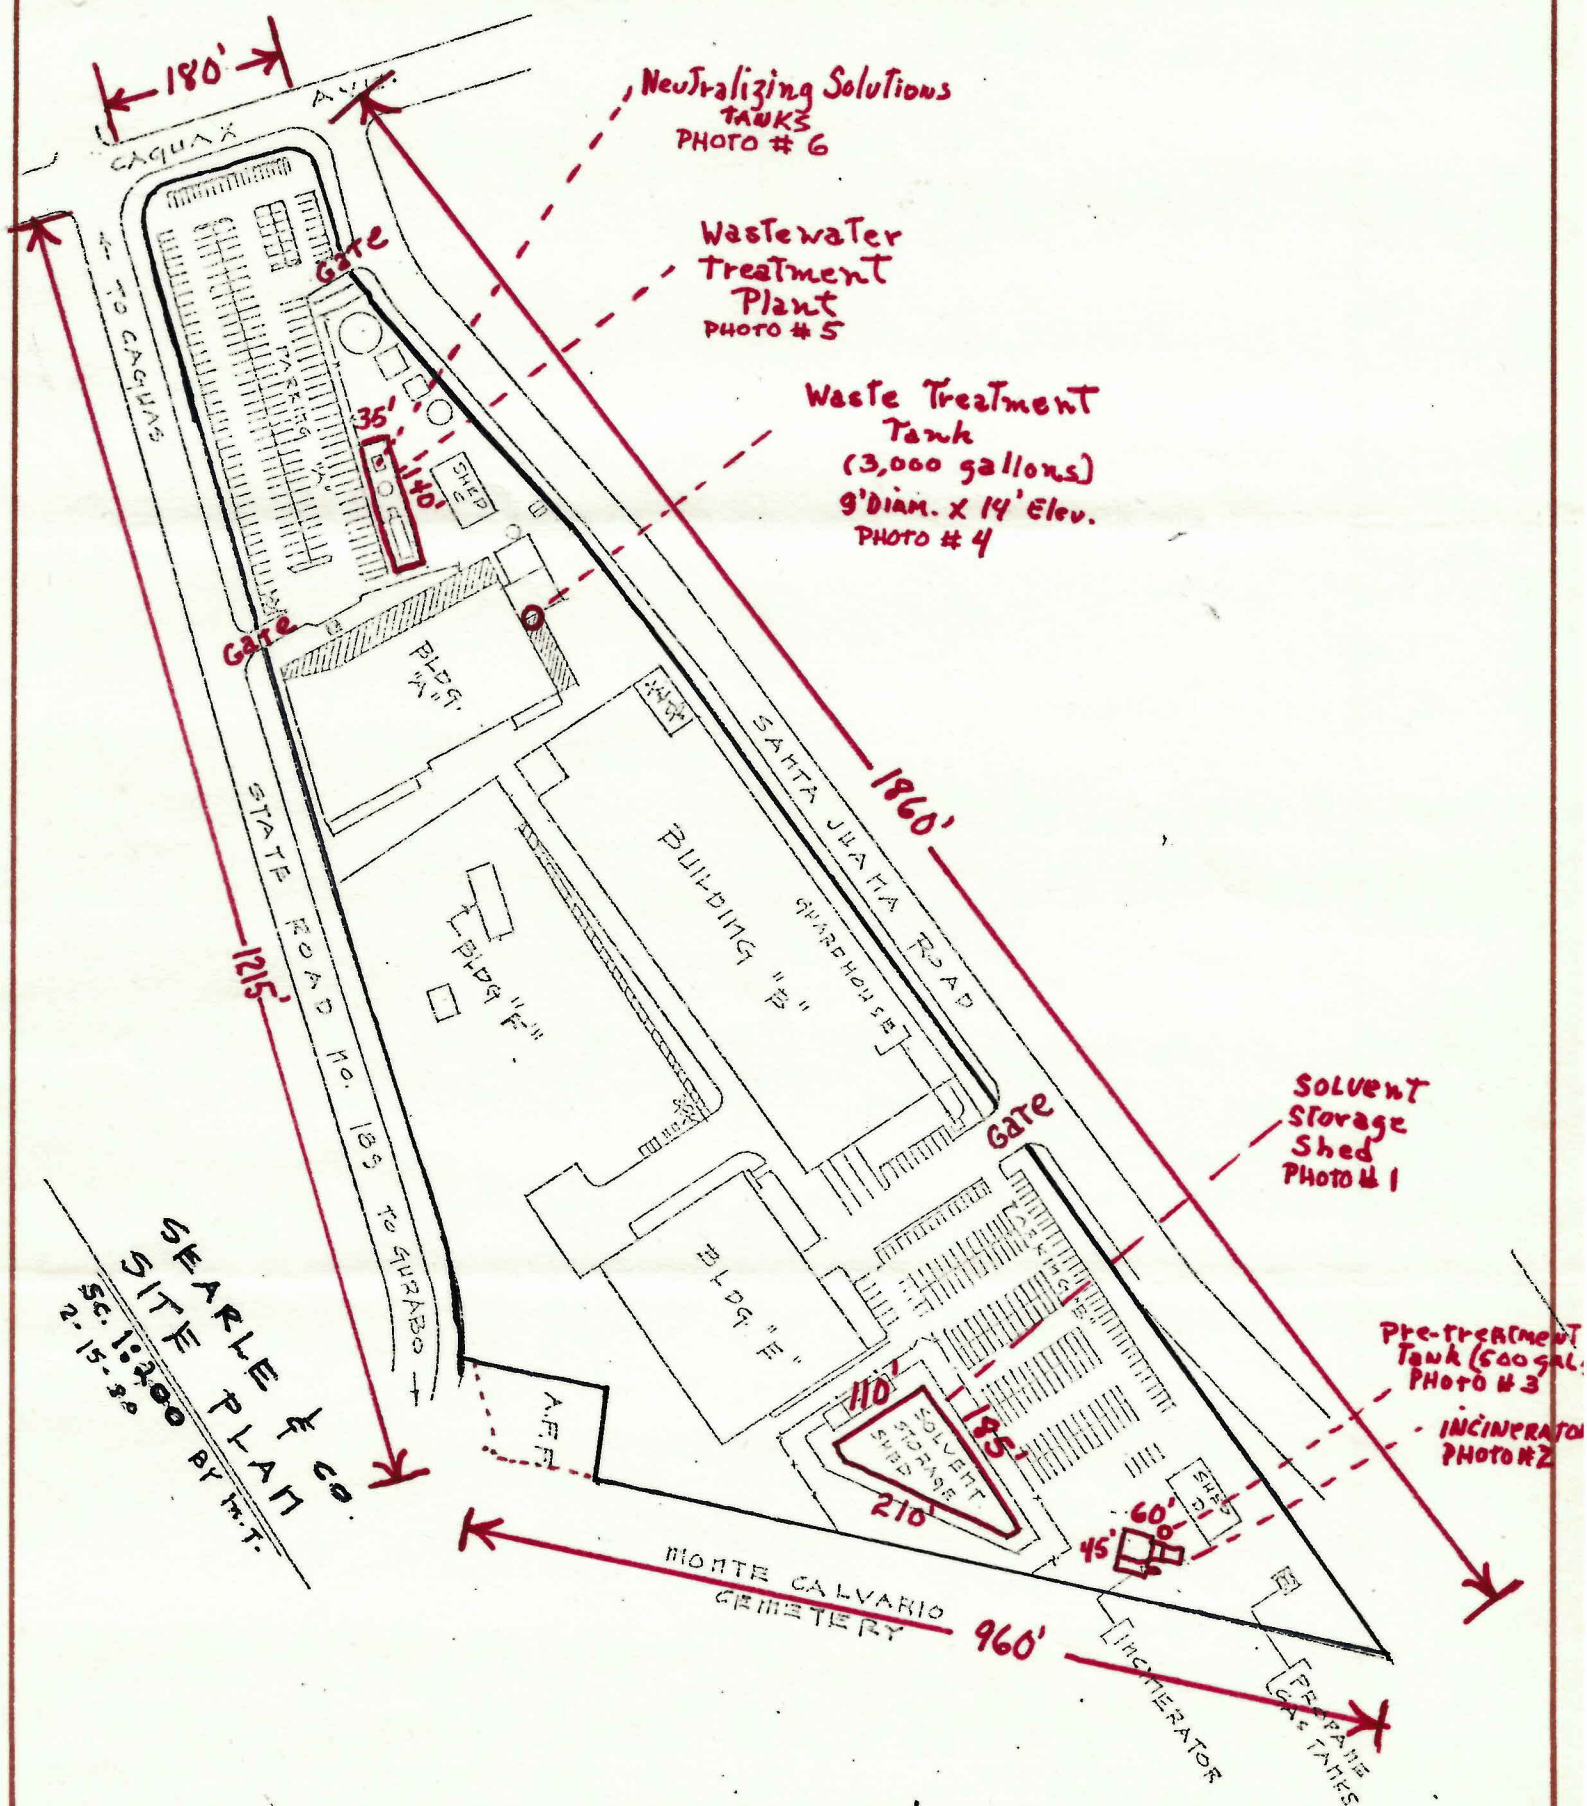 180'
CAGUAX AVE.
Neutralizing Solutions
TANKS
PHOTO # 6
Wastewater
Treatment
Plant
PHOTO # 5
Waste Treatment
Tank
(3,000 gallons)
9' Diam. x 14' Elev.
PHOTO # 4
Gate
← TO CAGUAS
PARKING "A"
35'
140'
SHED
C
Gate
BLDG.
"A"
SANTA JUANA ROAD
1860'
STATE ROAD NO. 189 TO GURABO →
1215'
BUILDING "B"
GUARDHOUSE
BLDG "F"
Gate
SOLVENT
Storage
Shed
PHOTO # 1
PARKING
BLDG "E"
SEARLE & CO.
SITE PLAN
SC. 1:200 BY M.T.
2-15-80
A.F.F.
110'
185'
210'
SOLVENT
STORAGE
SHED
Pre-treatment
Tank (500 gal.
PHOTO # 3
INCINERATO
PHOTO # 2
SHED
D
60'
45'
MONTE CALVARIO
CEMETERY
960'
INCINERATOR
PROPANE
GAS TANKS